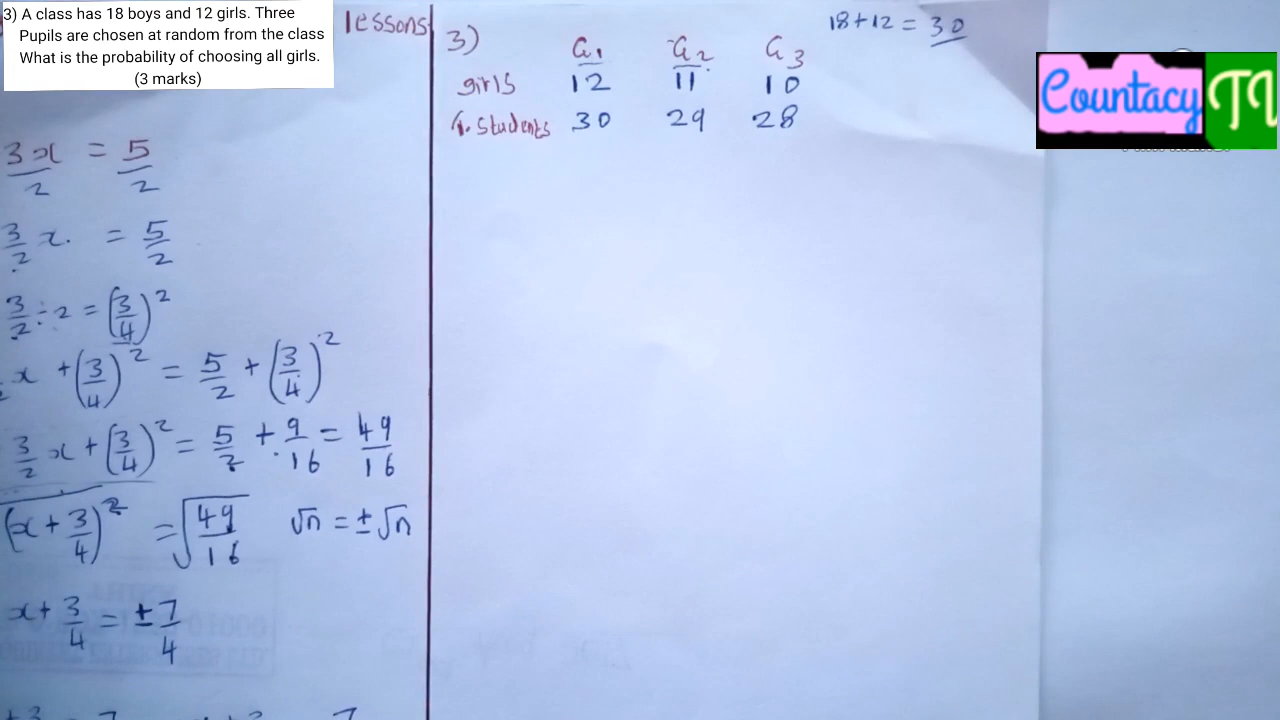 3) A class has 18 boys and 12 girls. Three
Pupils are chosen at random from the class
What is the probability of choosing all girls.
(3 marks)
lessons
3x/2 = 5/2
3/2 x. = 5/2
3/2 ÷ 2 = (3/4)²
x + (3/4)² = 5/2 + (3/4)²
3/2 x + (3/4)² = 5/2 + 9/16 = 49/16
(x + 3/4)² = √49/16 √n = ±√n
x + 3/4 = ±7/4
3) 18+12 = 30
G1 G2 G3
girls 12 11 10
T. Students 30 29 28
Countacy TV